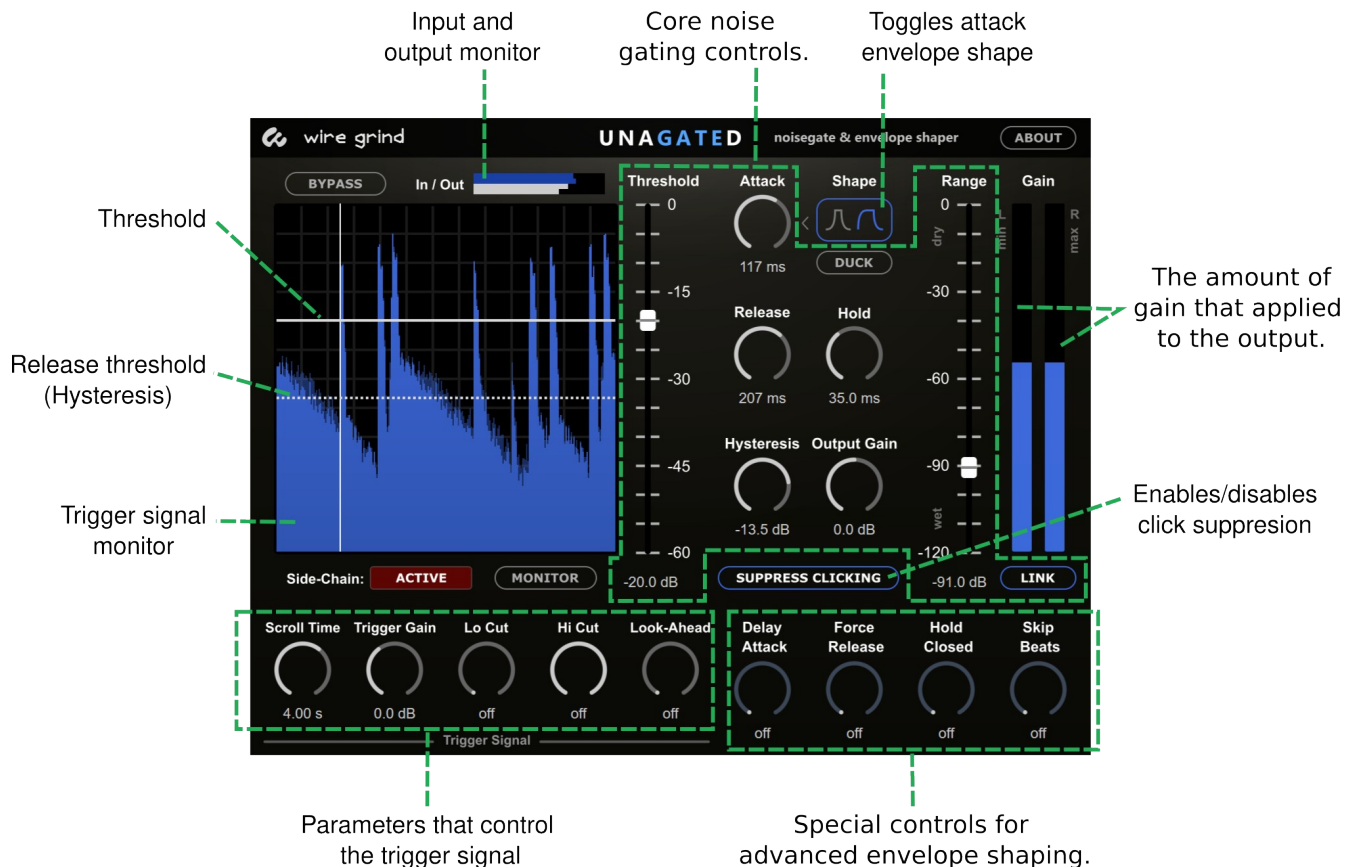 Input and
output monitor
Core noise
gating controls.
Toggles attack
envelope shape
wire grind
UNAGATED
noisegate & envelope shaper
ABOUT
BYPASS
In / Out
Threshold
Attack
Shape
Range
Gain
0
-15
-30
-45
-60
-20.0 dB
117 ms
DUCK
Release
Hold
207 ms
35.0 ms
Hysteresis
Output Gain
-13.5 dB
0.0 dB
SUPPRESS CLICKING
0
-30
-60
-90
-120
dry
wet
-91.0 dB
L
min
R
max
LINK
Threshold
Release threshold
(Hysteresis)
Trigger signal
monitor
The amount of
gain that applied
to the output.
Enables/disables
click suppresion
Side-Chain:
ACTIVE
MONITOR
Scroll Time
Trigger Gain
Lo Cut
Hi Cut
Look-Ahead
4.00 s
0.0 dB
off
off
off
Trigger Signal
Delay
Attack
Force
Release
Hold
Closed
Skip
Beats
off
off
off
off
Parameters that control
the trigger signal
Special controls for
advanced envelope shaping.